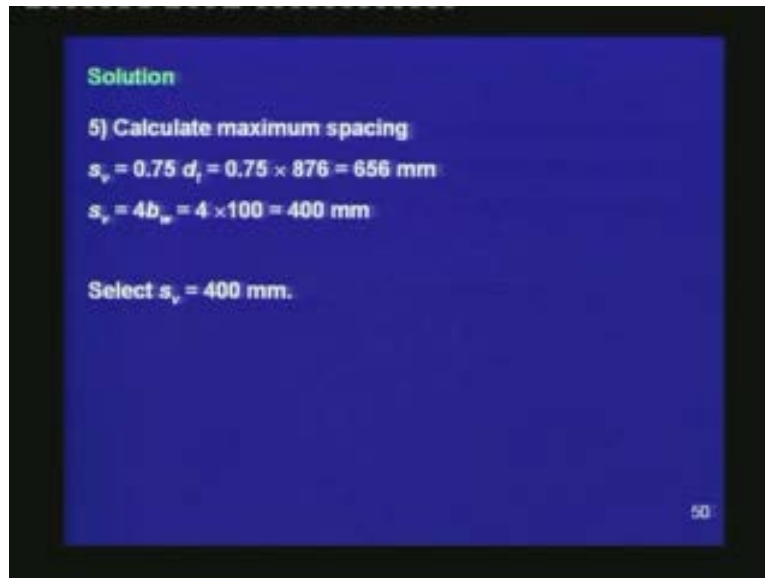 Solution
5) Calculate maximum spacing
sᵥ = 0.75 dₜ = 0.75 × 876 = 656 mm
sᵥ = 4b_w = 4 ×100 = 400 mm
Select sᵥ = 400 mm.
50